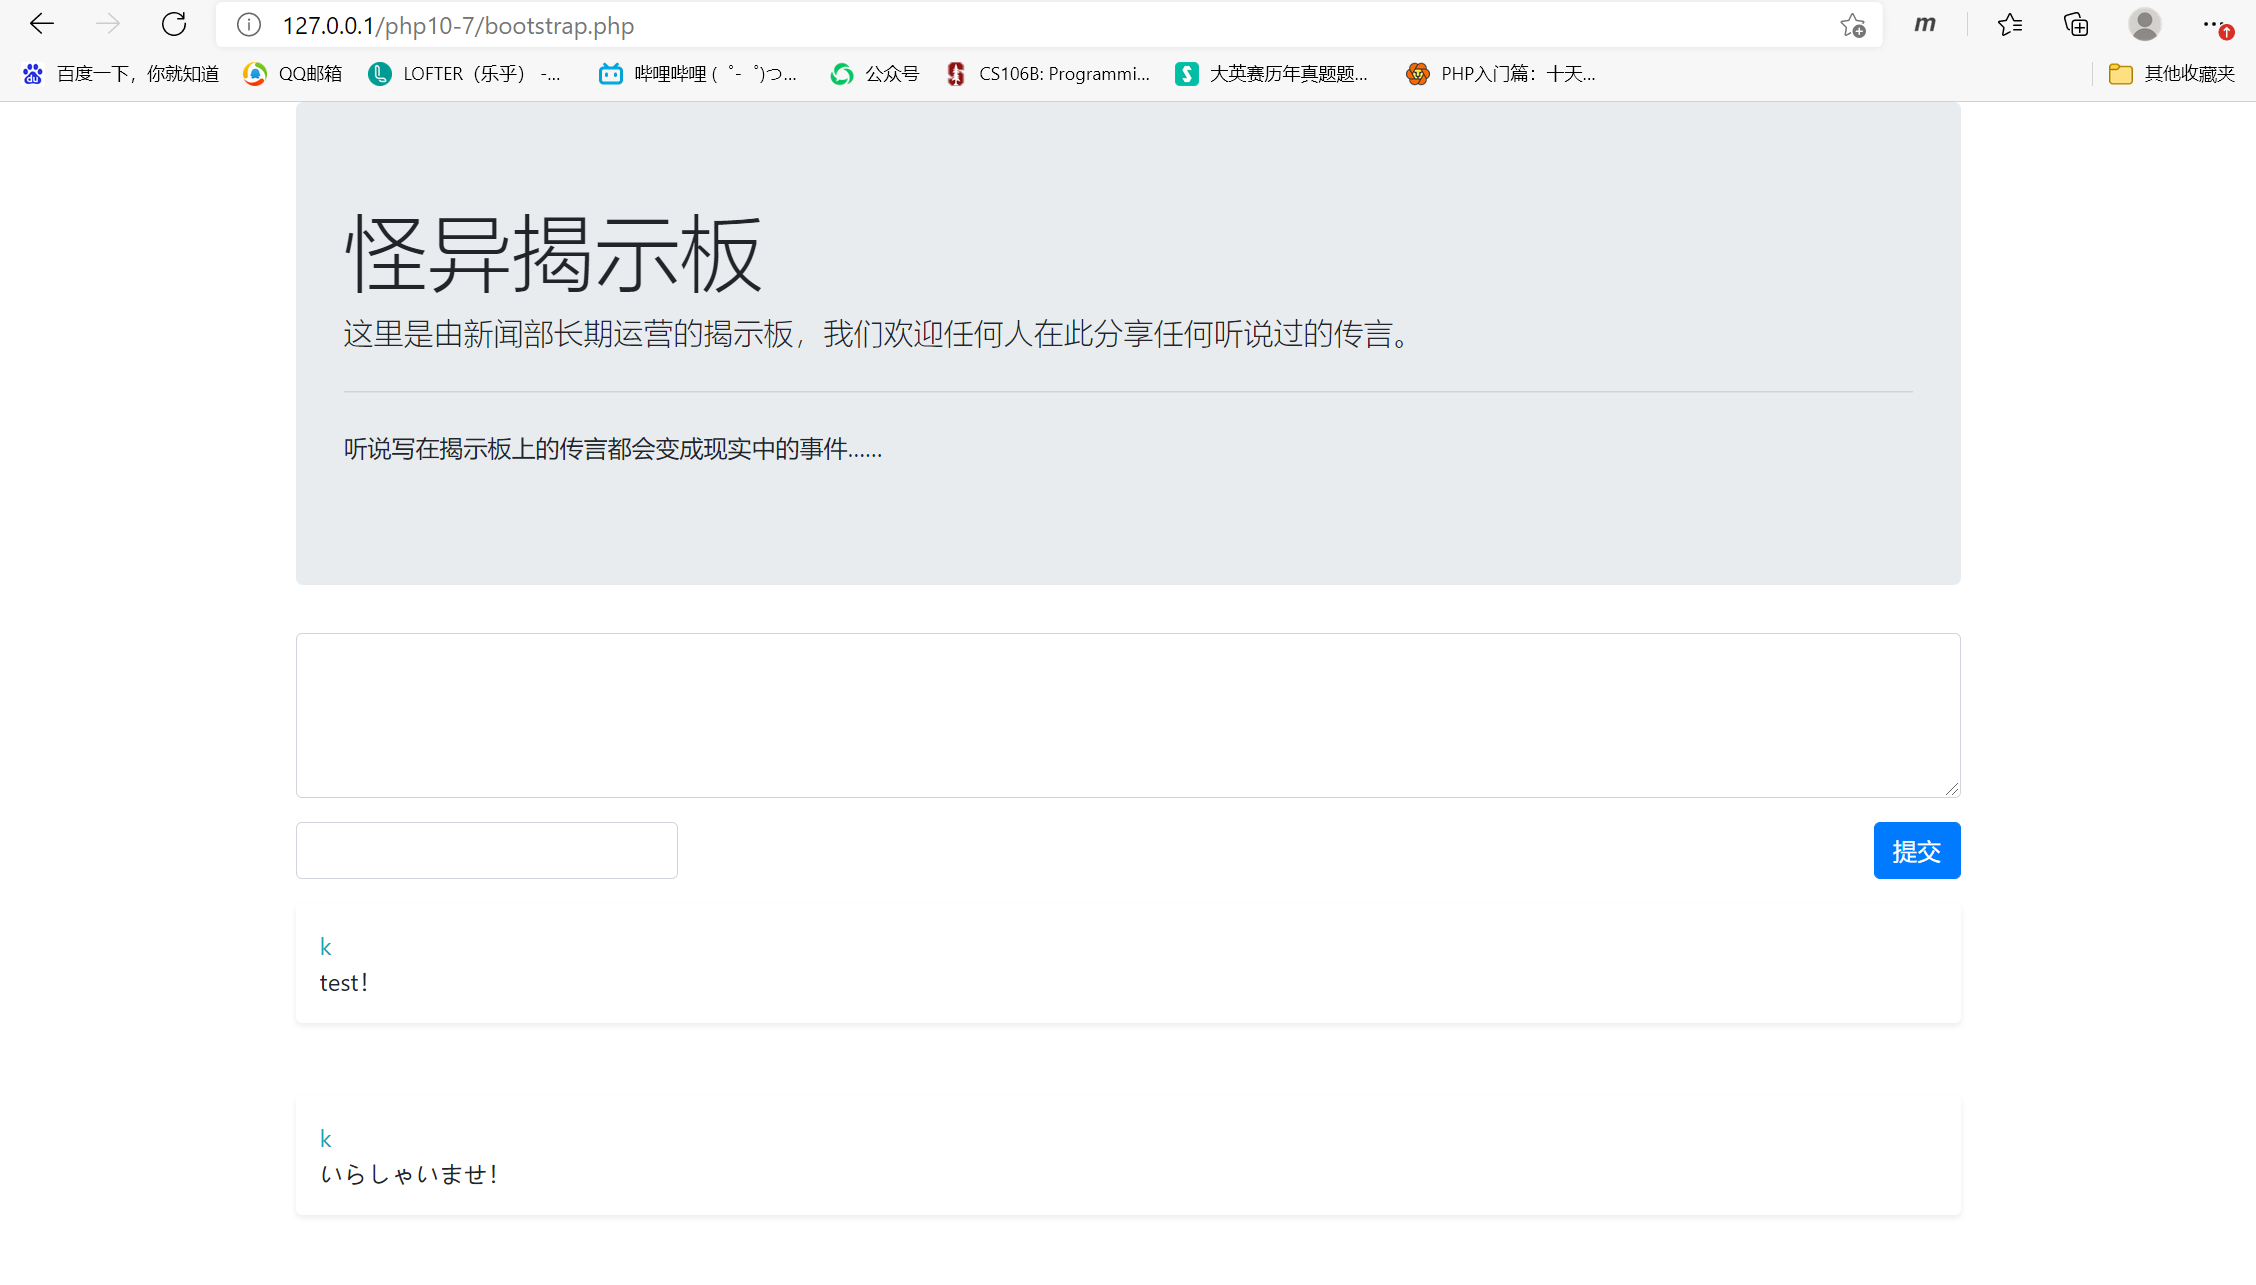 127.0.0.1/php10-7/bootstrap.php
m
百度一下，你就知道 QQ邮箱 LOFTER（乐乎） -... 哔哩哔哩 ( ゜- ゜)つ... 公众号 CS106B: Programmi... 大英赛历年真题题... PHP入门篇：十天... 其他收藏夹
怪异揭示板
这里是由新闻部长期运营的揭示板，我们欢迎任何人在此分享任何听说过的传言。
听说写在揭示板上的传言都会变成现实中的事件......
提交
k
test！
k
いらしゃいませ！